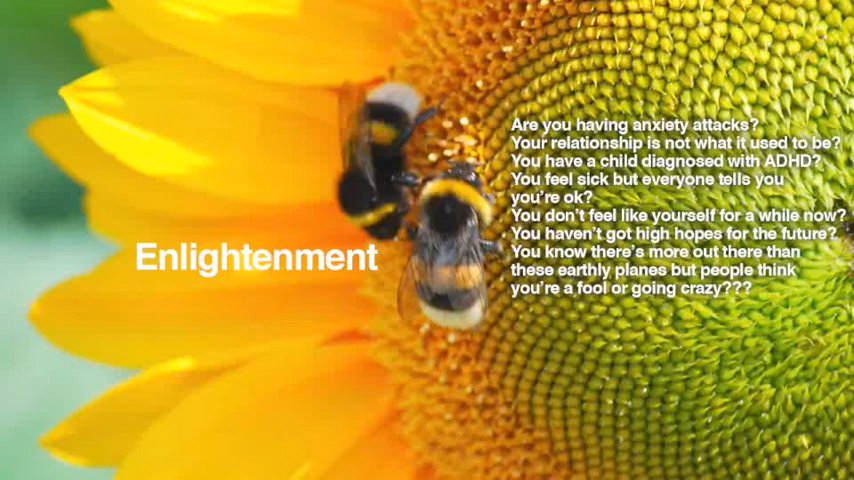 Enlightenment
Are you having anxiety attacks?
Your relationship is not what it used to be?
You have a child diagnosed with ADHD?
You feel sick but everyone tells you
you're ok?
You don't feel like yourself for a while now?
You haven't got high hopes for the future?
You know there's more out there than
these earthly planes but people think
you're a fool or going crazy???